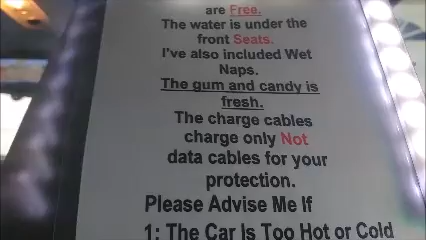 are Free.
The water is under the
front Seats.
I've also included Wet
Naps.
The gum and candy is
fresh.
The charge cables
charge only Not
data cables for your
protection.
Please Advise Me If
1: The Car Is Too Hot or Cold